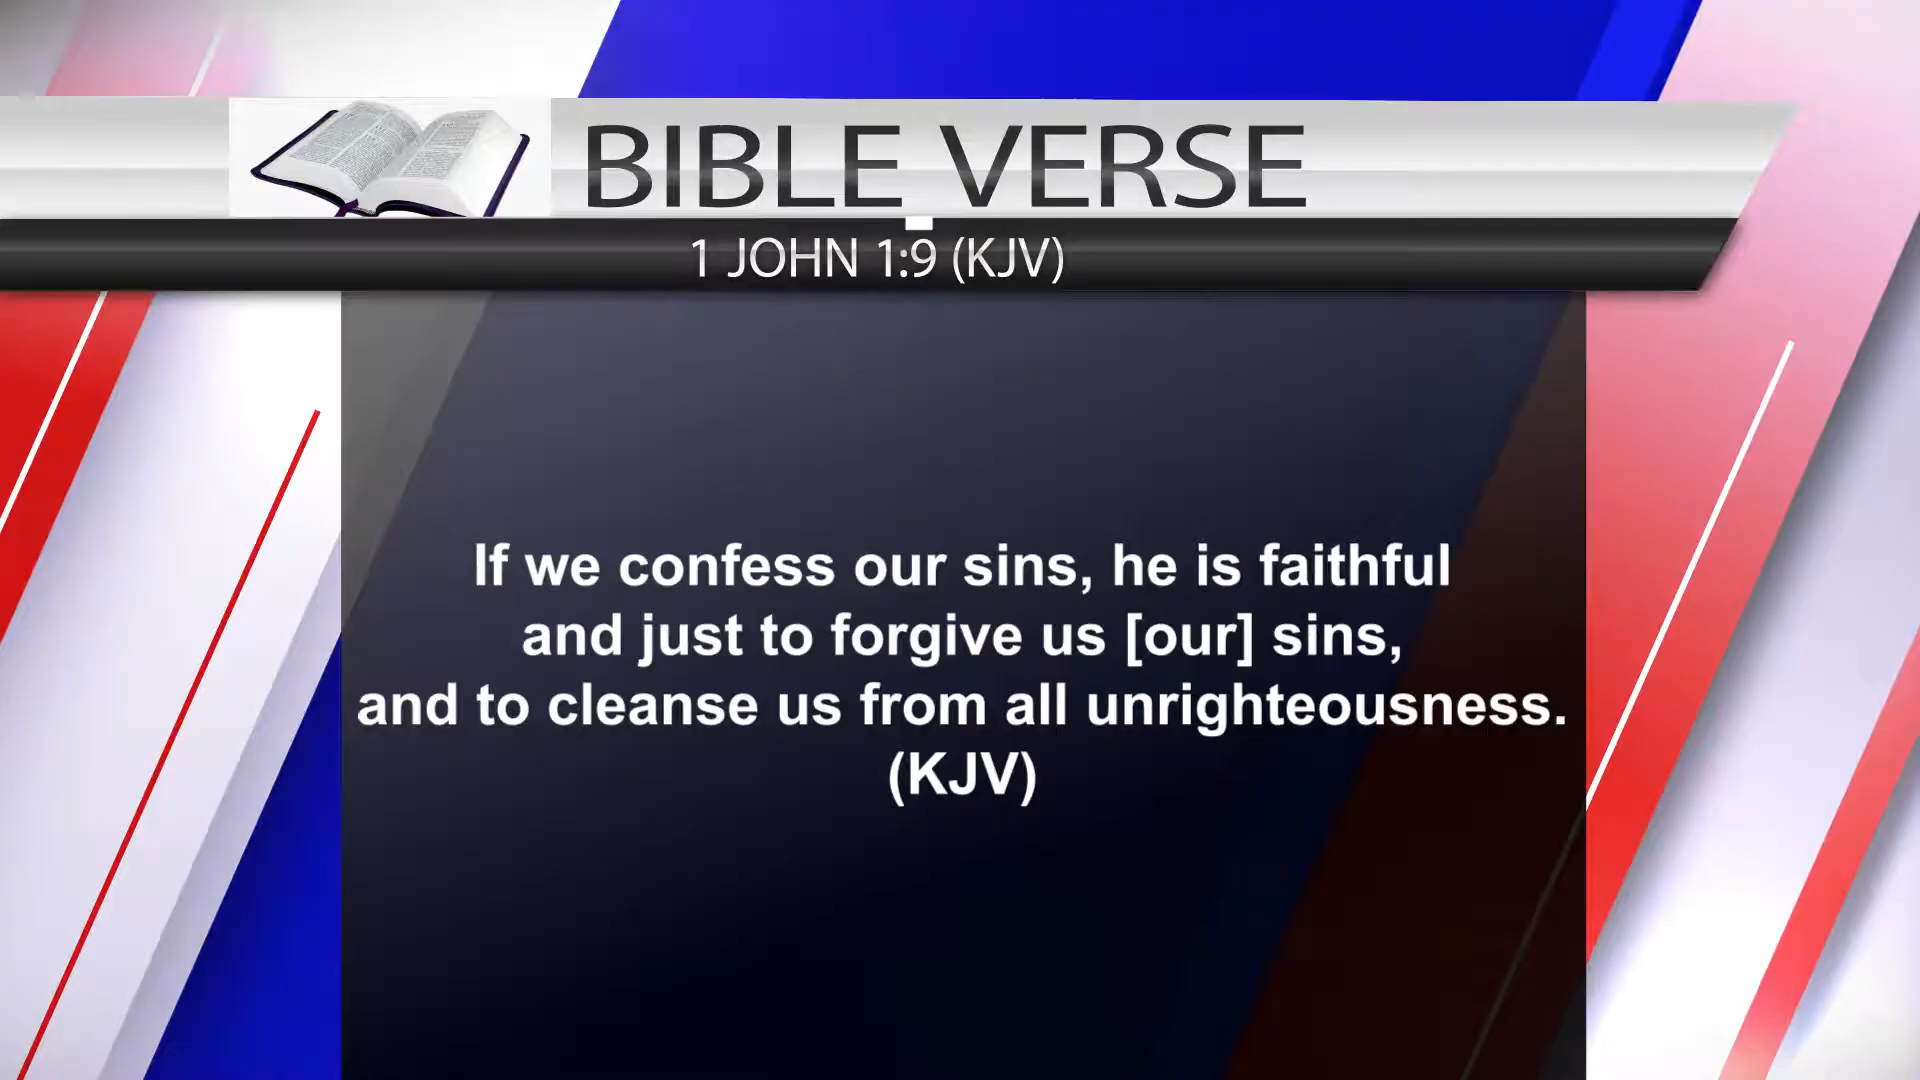 BIBLE VERSE
1 JOHN 1:9 (KJV)
If we confess our sins, he is faithful
and just to forgive us [our] sins,
and to cleanse us from all unrighteousness.
(KJV)